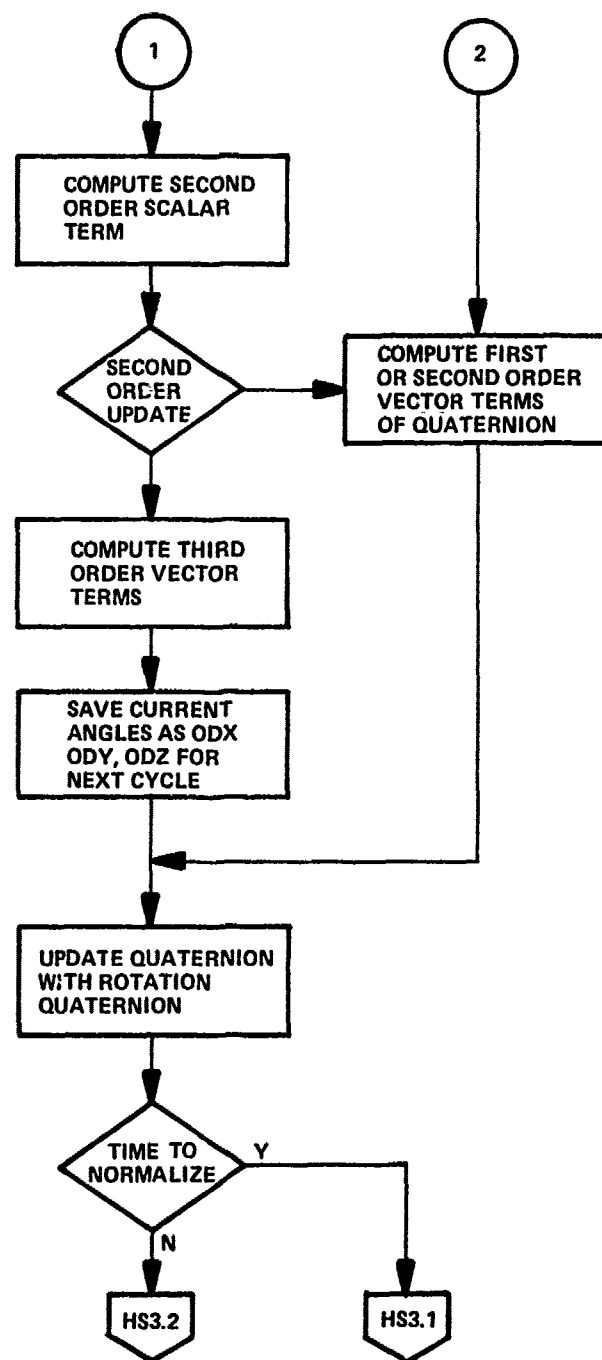 1
2
COMPUTE SECOND
ORDER SCALAR
TERM
SECOND
ORDER
UPDATE
COMPUTE FIRST
OR SECOND ORDER
VECTOR TERMS
OF QUATERNION
COMPUTE THIRD
ORDER VECTOR
TERMS
SAVE CURRENT
ANGLES AS ODX
ODY, ODZ FOR
NEXT CYCLE
UPDATE QUATERNION
WITH ROTATION
QUATERNION
TIME TO
NORMALIZE
Y
N
HS3.2
HS3.1